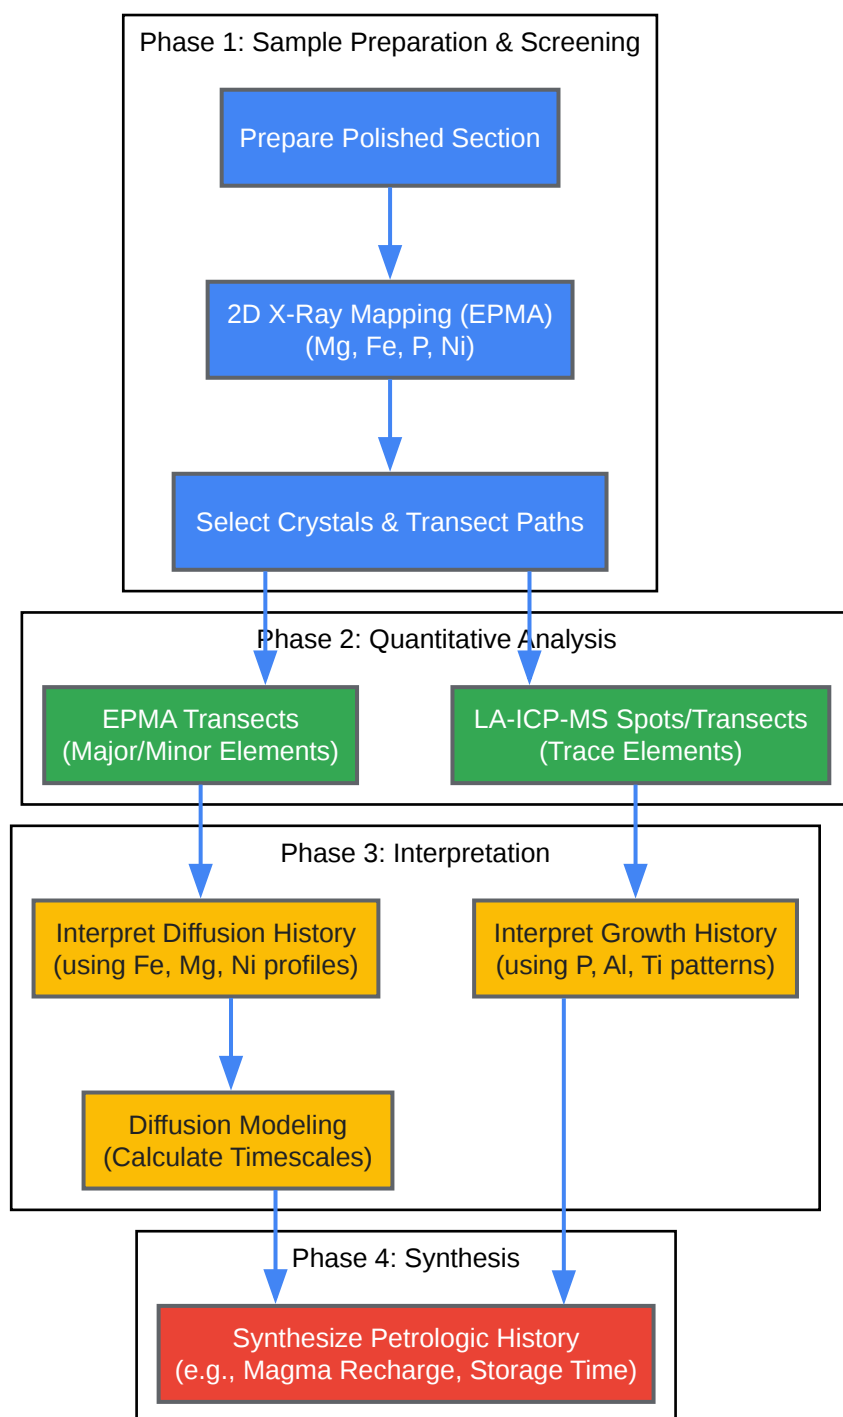 Phase 1: Sample Preparation & Screening
Prepare Polished Section
2D X-Ray Mapping (EPMA)
(Mg, Fe, P, Ni)
Select Crystals & Transect Paths
Phase 2: Quantitative Analysis
EPMA Transects
(Major/Minor Elements)
LA-ICP-MS Spots/Transects
(Trace Elements)
Phase 3: Interpretation
Interpret Diffusion History
(using Fe, Mg, Ni profiles)
Interpret Growth History
(using P, Al, Ti patterns)
Diffusion Modeling
(Calculate Timescales)
Phase 4: Synthesis
Synthesize Petrologic History
(e.g., Magma Recharge, Storage Time)